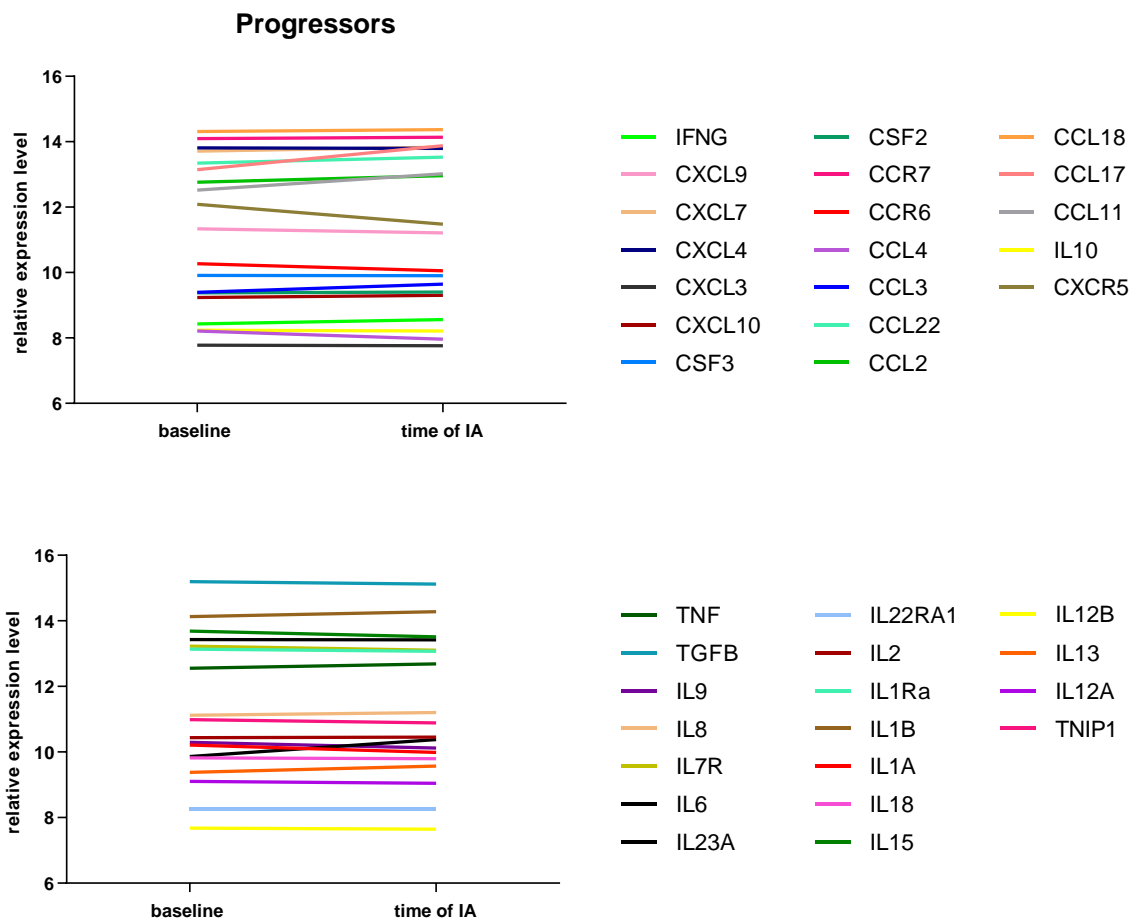 Progressors
relative expression level
16
14
12
10
8
6
baseline
time of IA
IFNG
CXCL9
CXCL7
CXCL4
CXCL3
CXCL10
CSF3
CSF2
CCR7
CCR6
CCL4
CCL3
CCL22
CCL2
CCL18
CCL17
CCL11
IL10
CXCR5
relative expression level
16
14
12
10
8
6
baseline
time of IA
TNF
TGFB
IL9
IL8
IL7R
IL6
IL23A
IL22RA1
IL2
IL1Ra
IL1B
IL1A
IL18
IL15
IL12B
IL13
IL12A
TNIP1